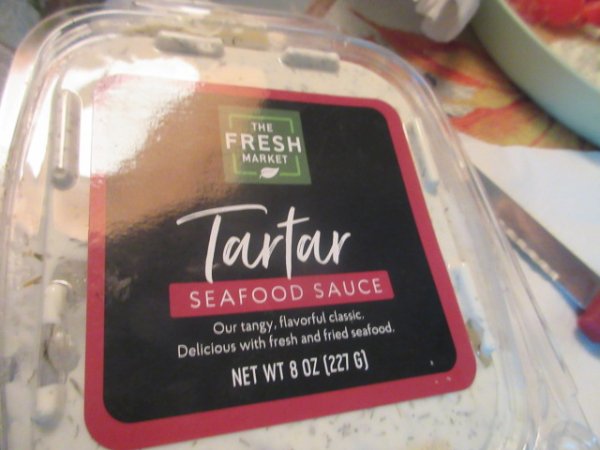 THE
FRESH
MARKET
Tartar
SEAFOOD SAUCE
Our tangy, flavorful classic.
Delicious with fresh and fried seafood.
NET WT 8 OZ (227 G)